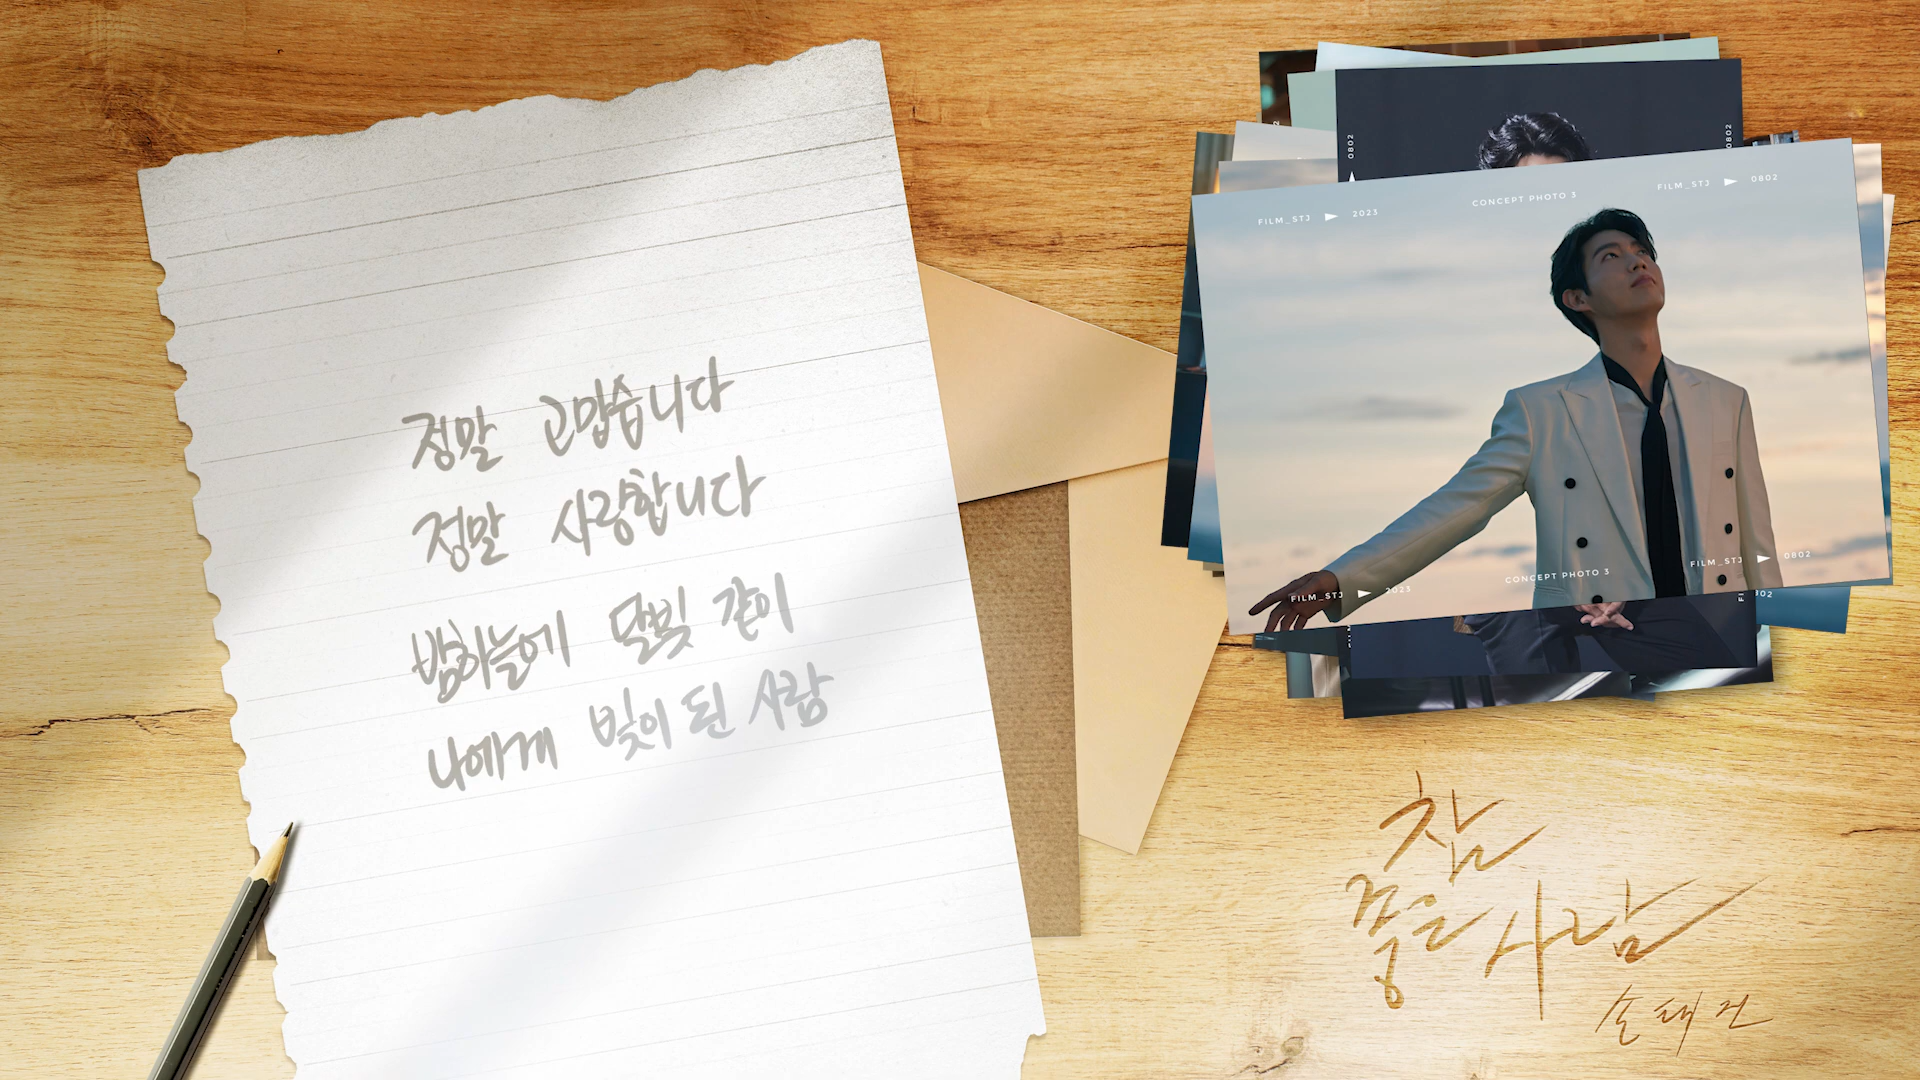 정말 고맙습니다
정말 사랑합니다
밤하늘에 달빛 같이
나에게 빛이 된 사람
0802
0802
FILM_STJ ▶ 2023
CONCEPT PHOTO 3
FILM_STJ ▶ 0802
FILM_STJ ▶ 2023
CONCEPT PHOTO 3
FILM_STJ ▶ 0802
참
좋은 사람
손태진